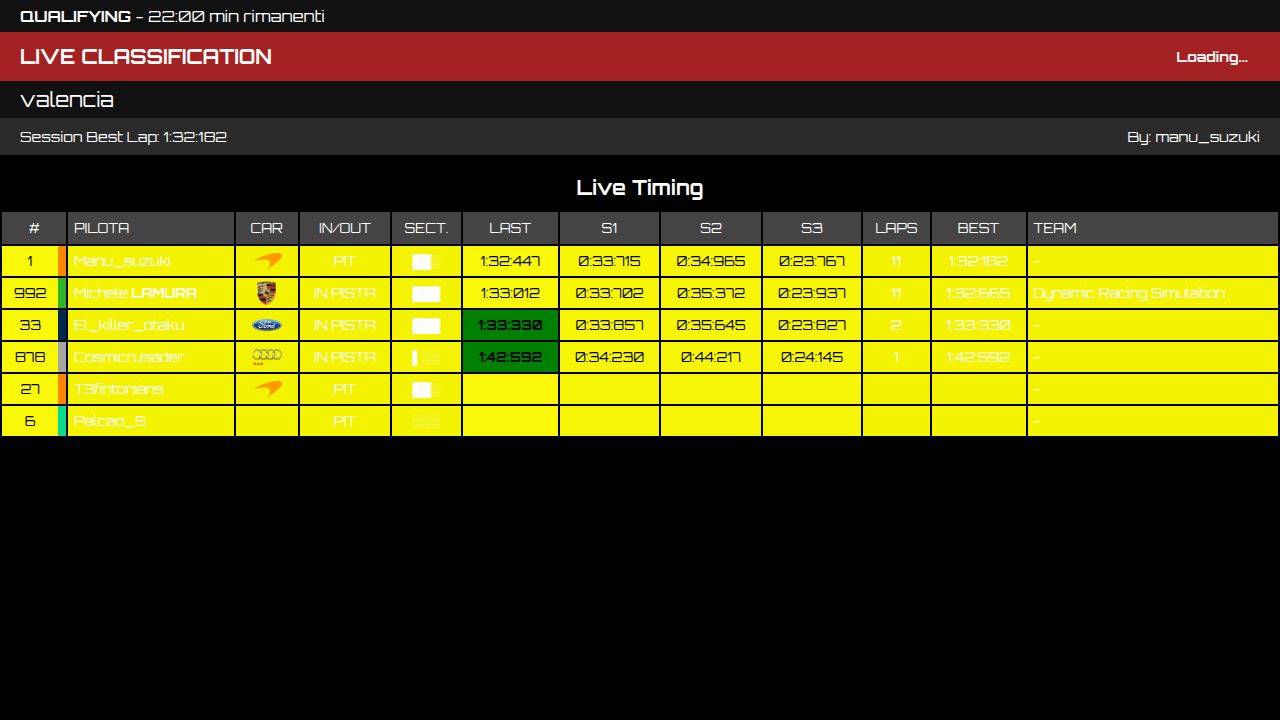 QUALIFYING - 22:00 min rimanenti
LIVE CLASSIFICATION Loading...
valencia
Session Best Lap: 1:32:182 By: manu_suzuki
Live Timing
# PILOTA CAR IN/OUT SECT. LAST S1 S2 S3 LAPS BEST TEAM
1 Manu_suzuki PIT 1:32:447 0:33:715 0:34:965 0:23:767 11 1:32:182 -
992 Michele LAMURA IN PISTA 1:33:012 0:33:702 0:35:372 0:23:937 11 1:32:665 Dynamic Racing Simulation
33 El_killer_otaku Ford IN PISTA 1:33:330 0:33:857 0:35:645 0:23:827 2 1:33:330 -
878 Cosmicrusader IN PISTA 1:42:592 0:34:230 0:44:217 0:24:145 1 1:42:592 -
27 T3fintonians PIT -
6 Palcao_S PIT -